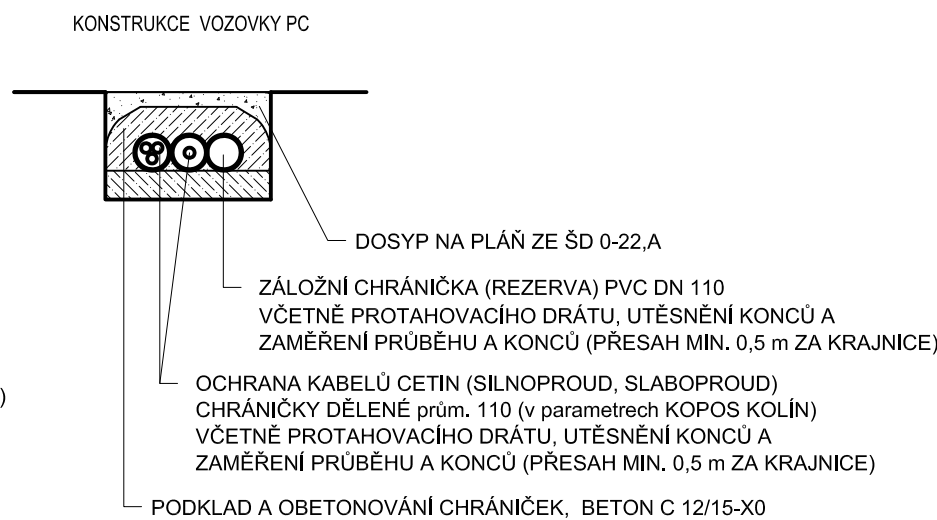 KONSTRUKCE VOZOVKY PC
DOSYP NA PLÁŇ ZE ŠD 0-22,A
ZÁLOŽNÍ CHRÁNIČKA (REZERVA) PVC DN 110
VČETNĚ PROTAHOVACÍHO DRÁTU, UTĚSNĚNÍ KONCŮ A
ZAMĚŘENÍ PRŮBĚHU A KONCŮ (PŘESAH MIN. 0,5 m ZA KRAJNICE)
)
OCHRANA KABELŮ CETIN (SILNOPROUD, SLABOPROUD)
CHRÁNIČKY DĚLENÉ prům. 110 (v parametrech KOPOS KOLÍN)
VČETNĚ PROTAHOVACÍHO DRÁTU, UTĚSNĚNÍ KONCŮ A
ZAMĚŘENÍ PRŮBĚHU A KONCŮ (PŘESAH MIN. 0,5 m ZA KRAJNICE)
PODKLAD A OBETONOVÁNÍ CHRÁNIČEK, BETON C 12/15-X0